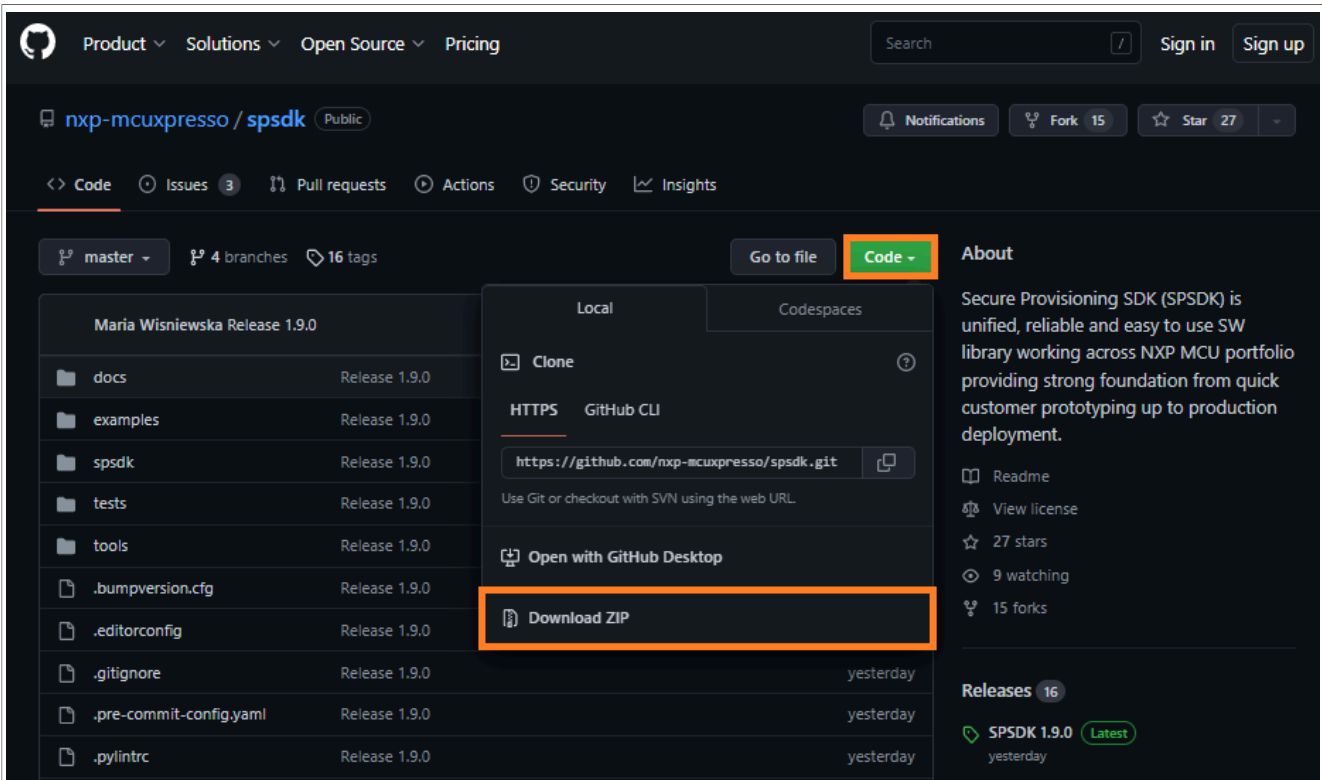 Product Solutions Open Source Pricing Search / Sign in Sign up
nxp-mcuxpresso / spsdk Public Notifications Fork 15 Star 27
<> Code Issues 3 Pull requests Actions Security Insights
master 4 branches 16 tags Go to file Code
Maria Wisniewska Release 1.9.0
docs Release 1.9.0
examples Release 1.9.0
spsdk Release 1.9.0
tests Release 1.9.0
tools Release 1.9.0
.bumpversion.cfg Release 1.9.0
.editorconfig Release 1.9.0
.gitignore Release 1.9.0 yesterday
.pre-commit-config.yaml Release 1.9.0 yesterday
.pylintrc Release 1.9.0 yesterday
Local Codespaces
Clone
HTTPS GitHub CLI
https://github.com/nxp-mcuxpresso/spsdk.git
Use Git or checkout with SVN using the web URL.
Open with GitHub Desktop
Download ZIP
About
Secure Provisioning SDK (SPSDK) is
unified, reliable and easy to use SW
library working across NXP MCU portfolio
providing strong foundation from quick
customer prototyping up to production
deployment.
Readme
View license
27 stars
9 watching
15 forks
Releases 16
SPSDK 1.9.0 Latest
yesterday